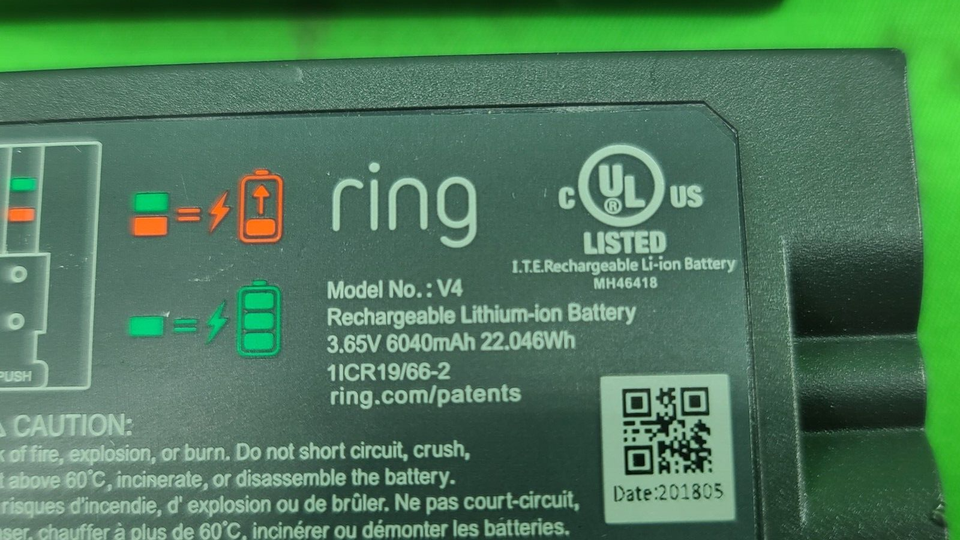 ring
C UL ® US
LISTED
I.T.E.Rechargeable Li-ion Battery
MH46418
Model No. : V4
Rechargeable Lithium-ion Battery
3.65V 6040mAh 22.046Wh
1ICR19/66-2
ring.com/patents
PUSH
CAUTION:
of fire, explosion, or burn. Do not short circuit, crush,
above 60°C, incinerate, or disassemble the battery.
risques d'incendie, d' explosion ou de brûler. Ne pas court-circuit,
chauffer à plus de 60°C, incinérer ou démonter les batteries.
Date:201805